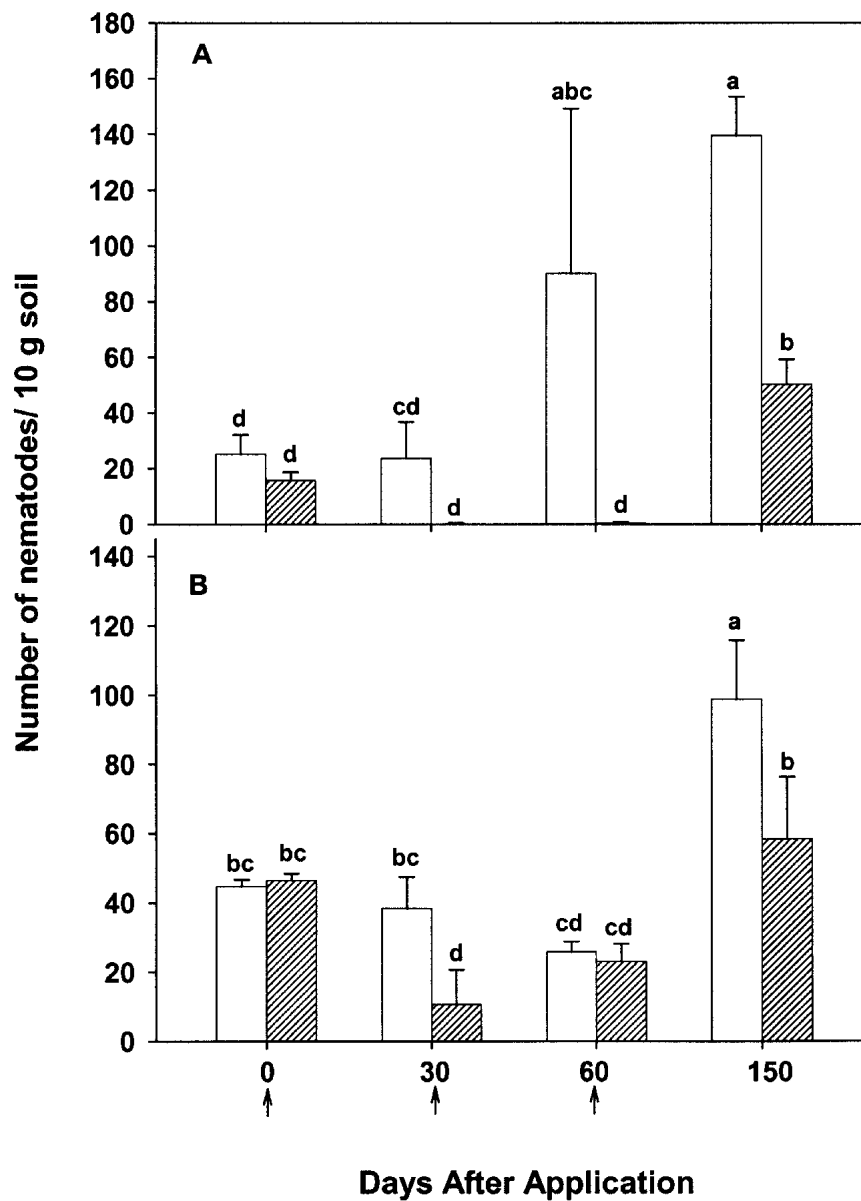 Number of nematodes/ 10 g soil
180
160
140
120
100
80
60
40
20
0
A
d
d
cd
d
abc
d
a
b
140
120
100
80
60
40
20
0
B
bc
bc
bc
d
cd
cd
a
b
0 30 60 150
Days After Application